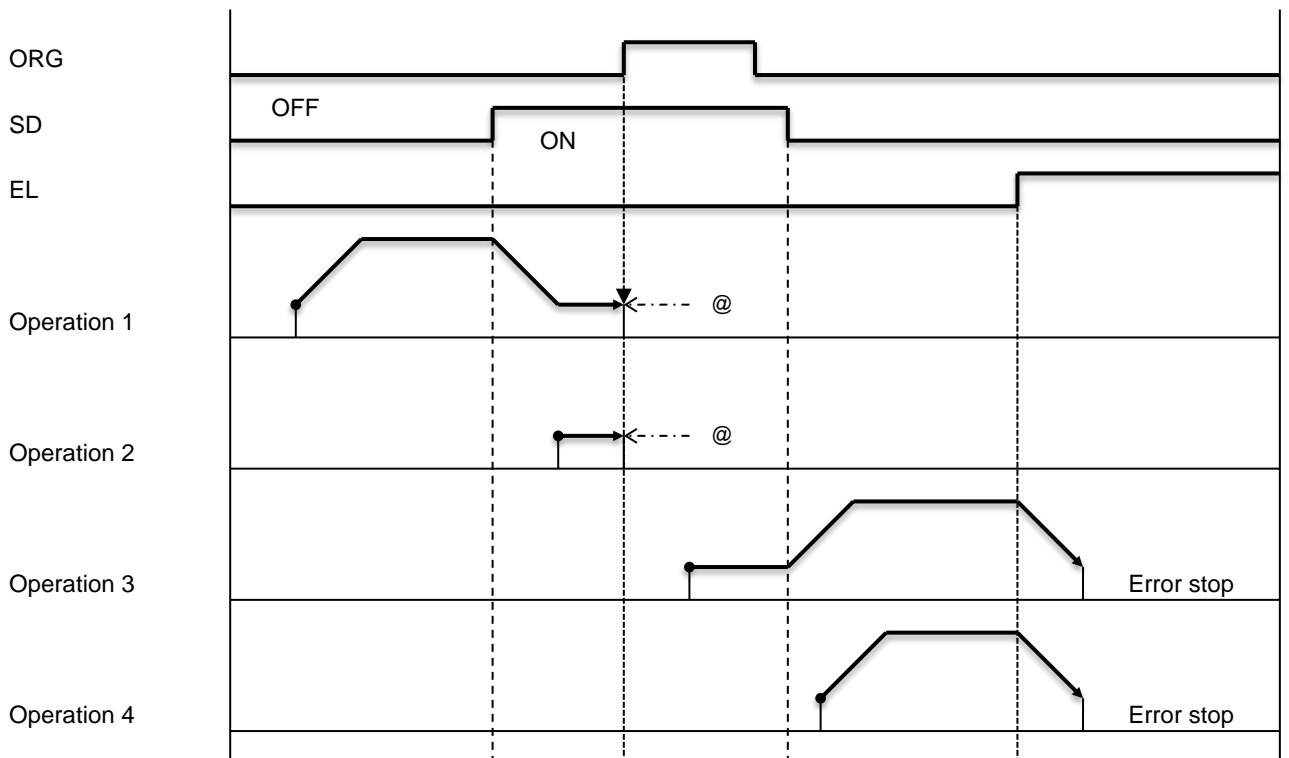 ORG
OFF
SD
ON
EL
@
Operation 1
@
Operation 2
Operation 3
Error stop
Operation 4
Error stop